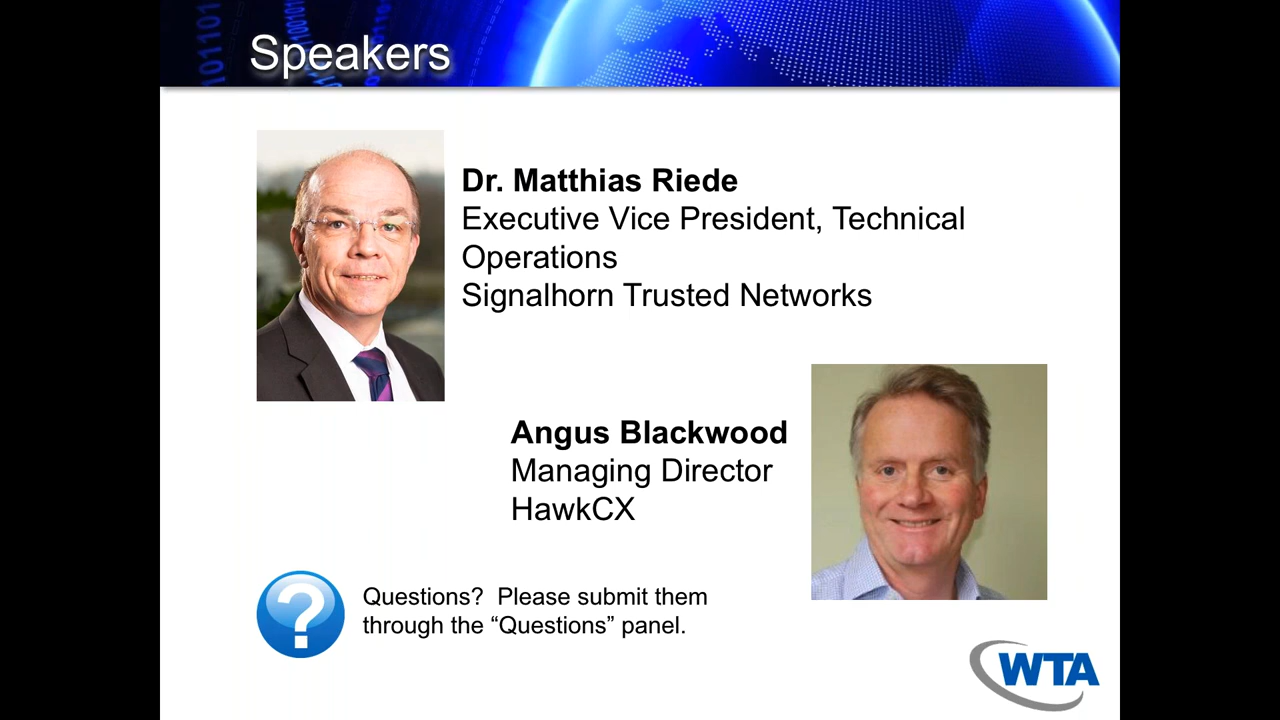 Speakers
Dr. Matthias Riede
Executive Vice President, Technical
Operations
Signalhorn Trusted Networks
Angus Blackwood
Managing Director
HawkCX
Questions?  Please submit them
through the “Questions” panel.
WTA